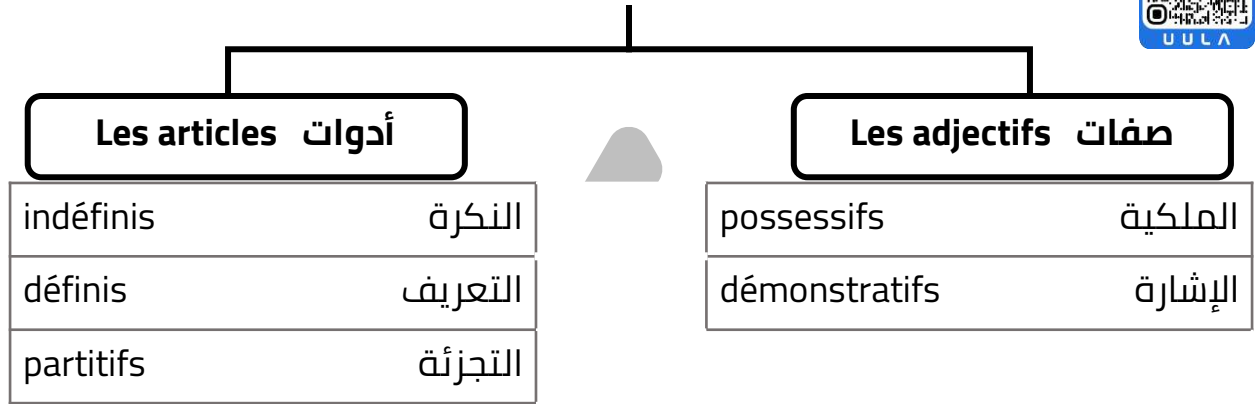 UULA
Les articles أدوات
Les adjectifs صفات
indéfinis النكرة
définis التعريف
partitifs التجزئة
possessifs الملكية
démonstratifs الإشارة